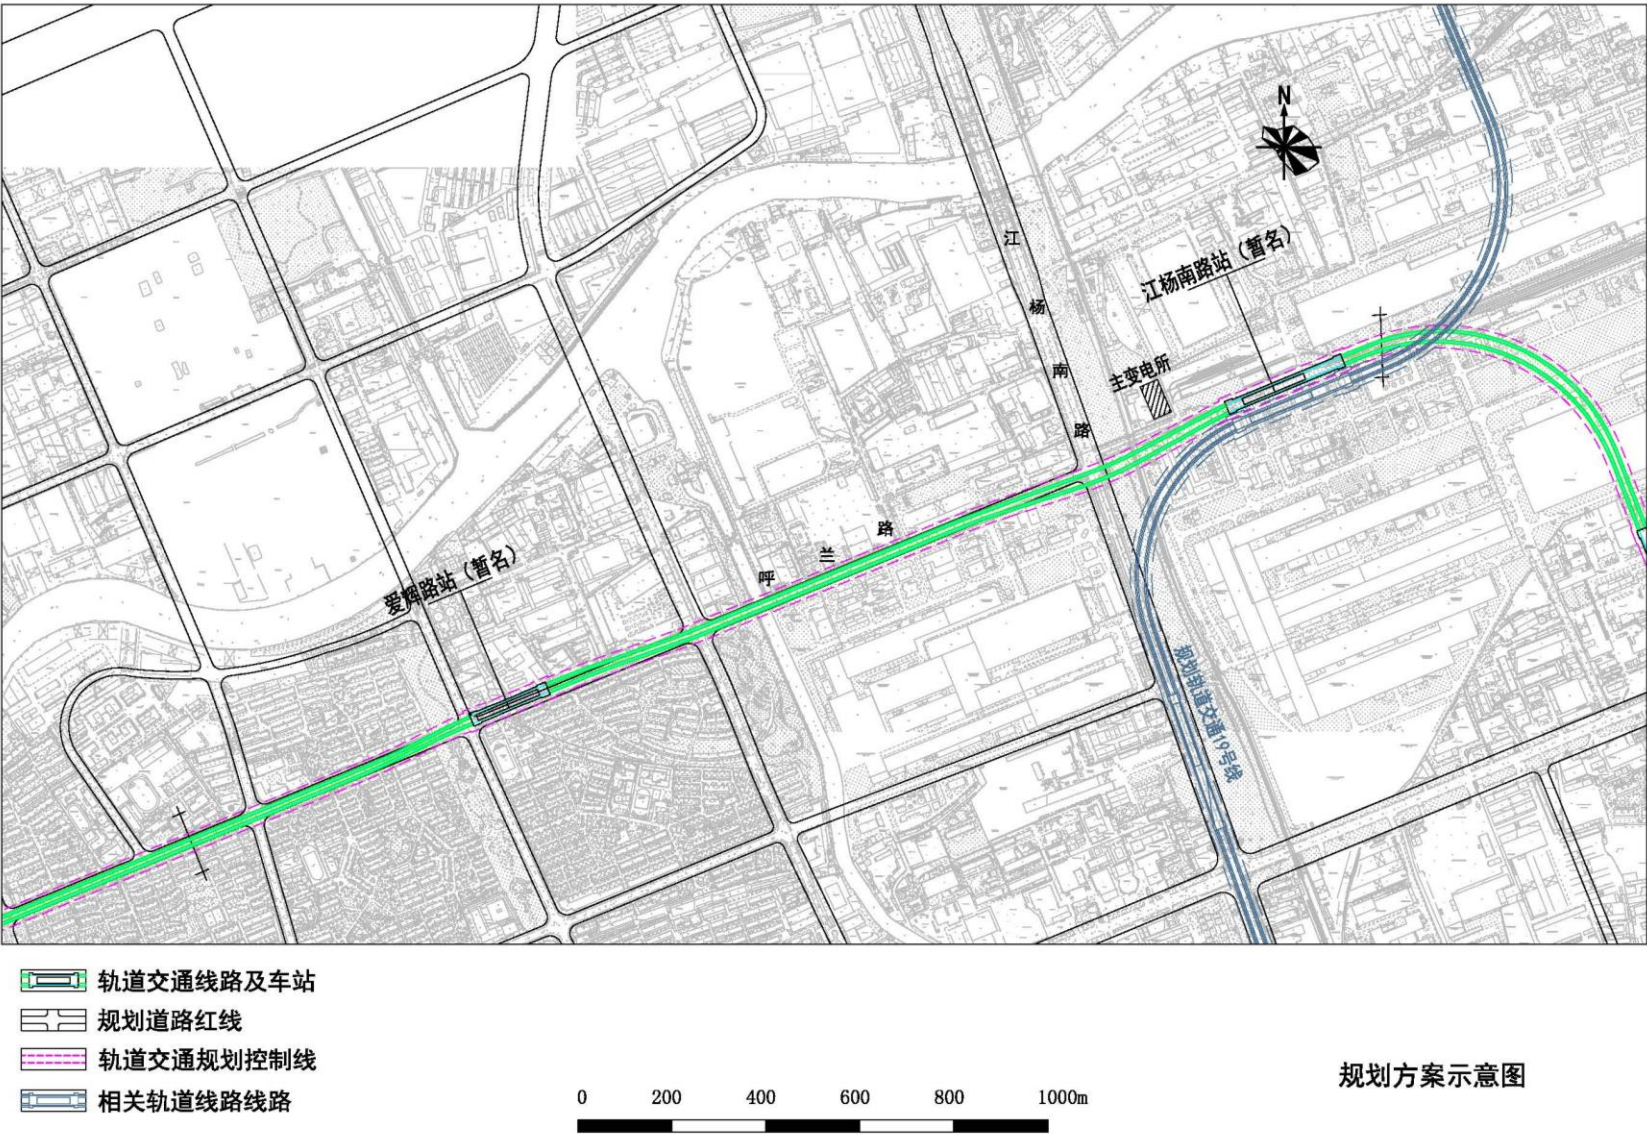 N
江
杨
南
路
江杨南路站（暂名）
主变电所
呼
兰
路
爱辉路站（暂名）
规划轨道交通19号线
轨道交通线路及车站
规划道路红线
轨道交通规划控制线
相关轨道线路线路
0 200 400 600 800 1000m
规划方案示意图